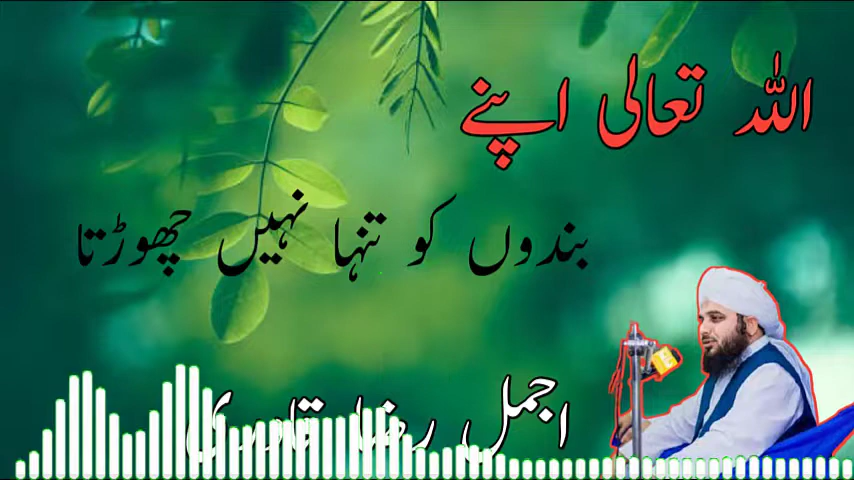 اللہ تعالی اپنے
بندوں کو تنہا نہیں چھوڑتا
اجمل رضا قادری